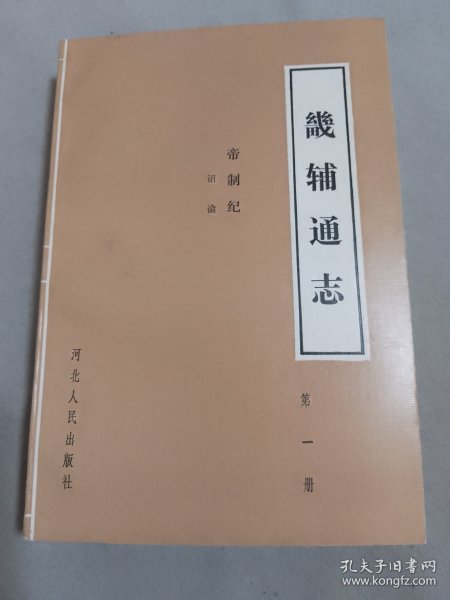 畿辅通志
第一册
帝制纪
诏谕
河北人民出版社
孔夫子旧书网
www.kongfz.com